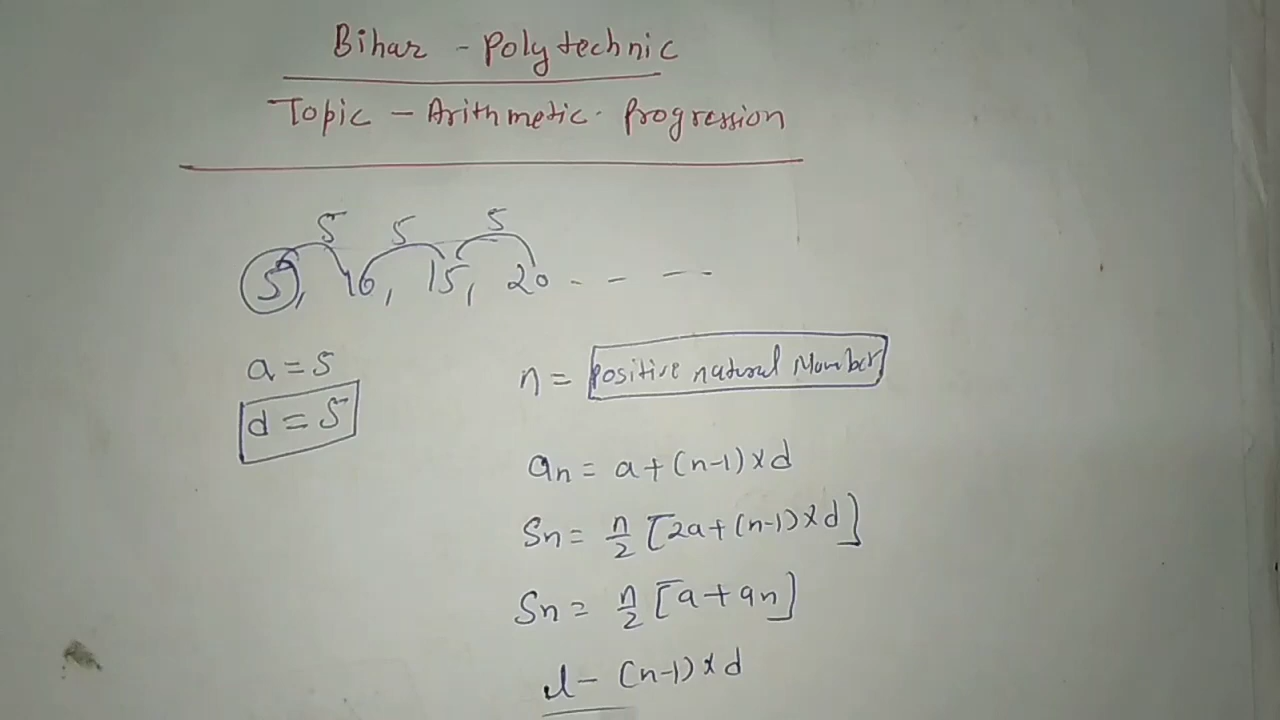 Bihar - Polytechnic
Topic - Arithmetic Progression
5 5 5
5, 10, 15, 20 - - --
a = 5
n = Positive natural Number
d = 5
an = a + (n-1) x d
Sn = n/2 [2a + (n-1) x d]
Sn = n/2 [a + an]
l - (n-1) x d